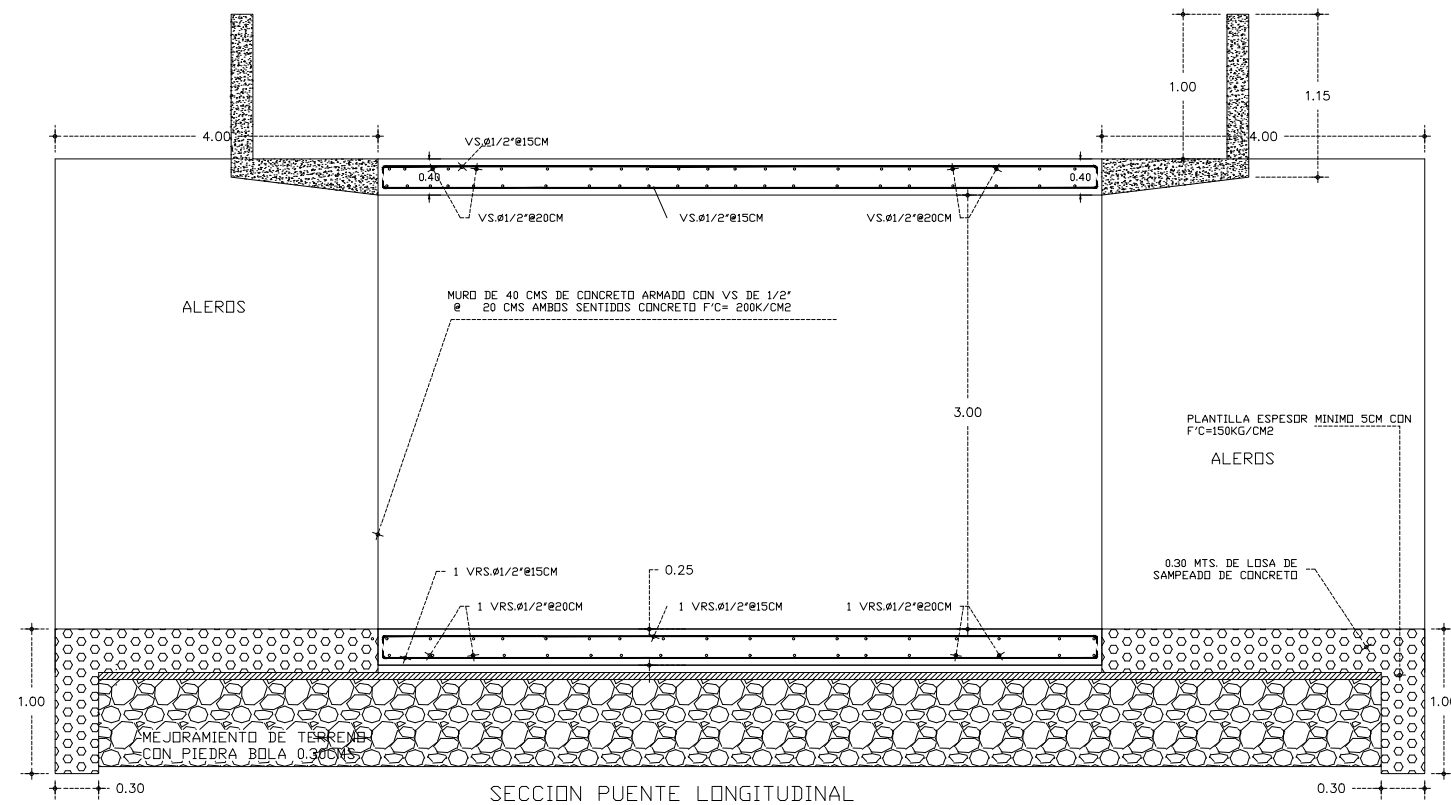 1.00
1.15
4.00
4.00
VS.ø1/2"@15CM
0.40
0.40
VS.ø1/2"@20CM
VS.ø1/2"@15CM
VS.ø1/2"@20CM
ALEROS
MURO DE 40 CMS DE CONCRETO ARMADO CON VS DE 1/2"
@ 20 CMS AMBOS SENTIDOS CONCRETO F'C= 200K/CM2
3.00
PLANTILLA ESPESOR MINIMO 5CM CON
F'C=150KG/CM2
ALEROS
0.30 MTS. DE LOSA DE
SAMPEADO DE CONCRETO
1 VRS.ø1/2"@15CM
0.25
1 VRS.ø1/2"@20CM
1 VRS.ø1/2"@15CM
1 VRS.ø1/2"@20CM
1.00
1.00
MEJORAMIENTO DE TERRENO
CON PIEDRA BOLA 0.30CMS
0.30
0.30
SECCION PUENTE LONGITUDINAL